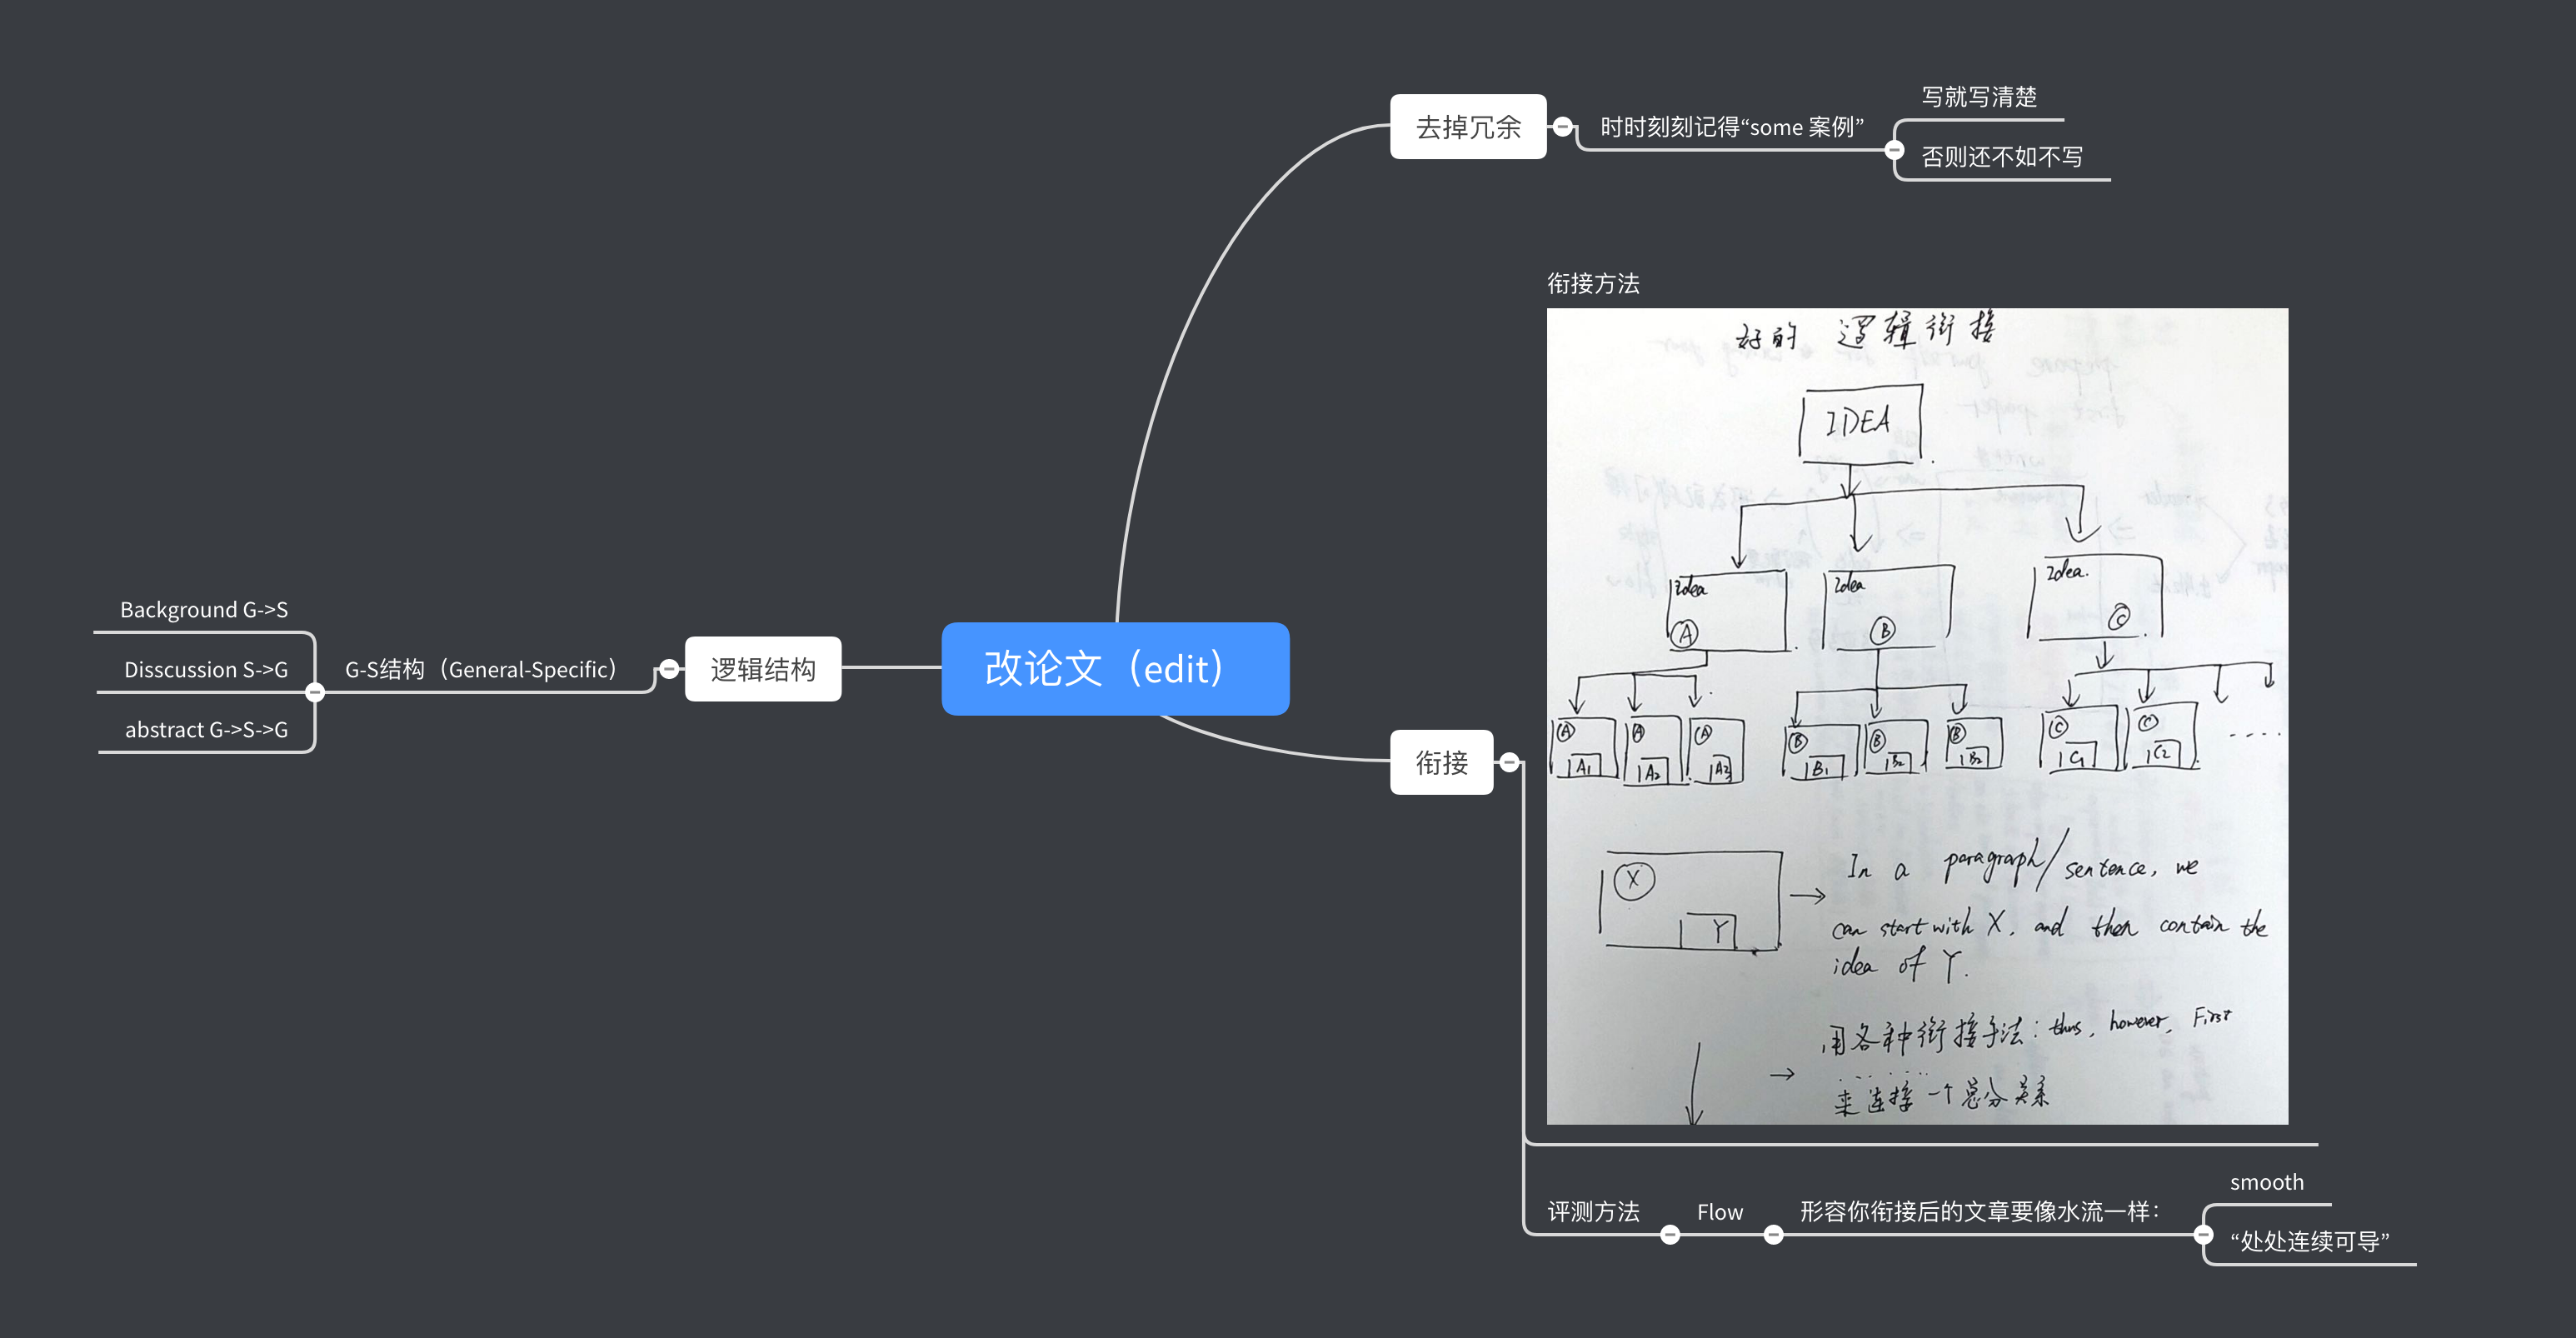 改论文（edit）
去掉冗余
时时刻刻记得“some 案例”
写就写清楚
否则还不如不写
衔接
衔接方法
好的 逻辑衔接
IDEA
Idea
A
Idea
B
Idea.
C
A
A1
A
A2
A
A3
B
B1
B
B2
B
B2
C
C1
C
C2
.....
X
Y
→ In a paragraph/sentence, we
can start with X, and then contain the
idea of Y.
→ 用各种衔接手法: thus, however, First
......
来连接一个总分关系
评测方法
Flow
形容你衔接后的文章要像水流一样：
smooth
“处处连续可导”
逻辑结构
G-S结构（General-Specific）
Background G->S
Disscussion S->G
abstract G->S->G